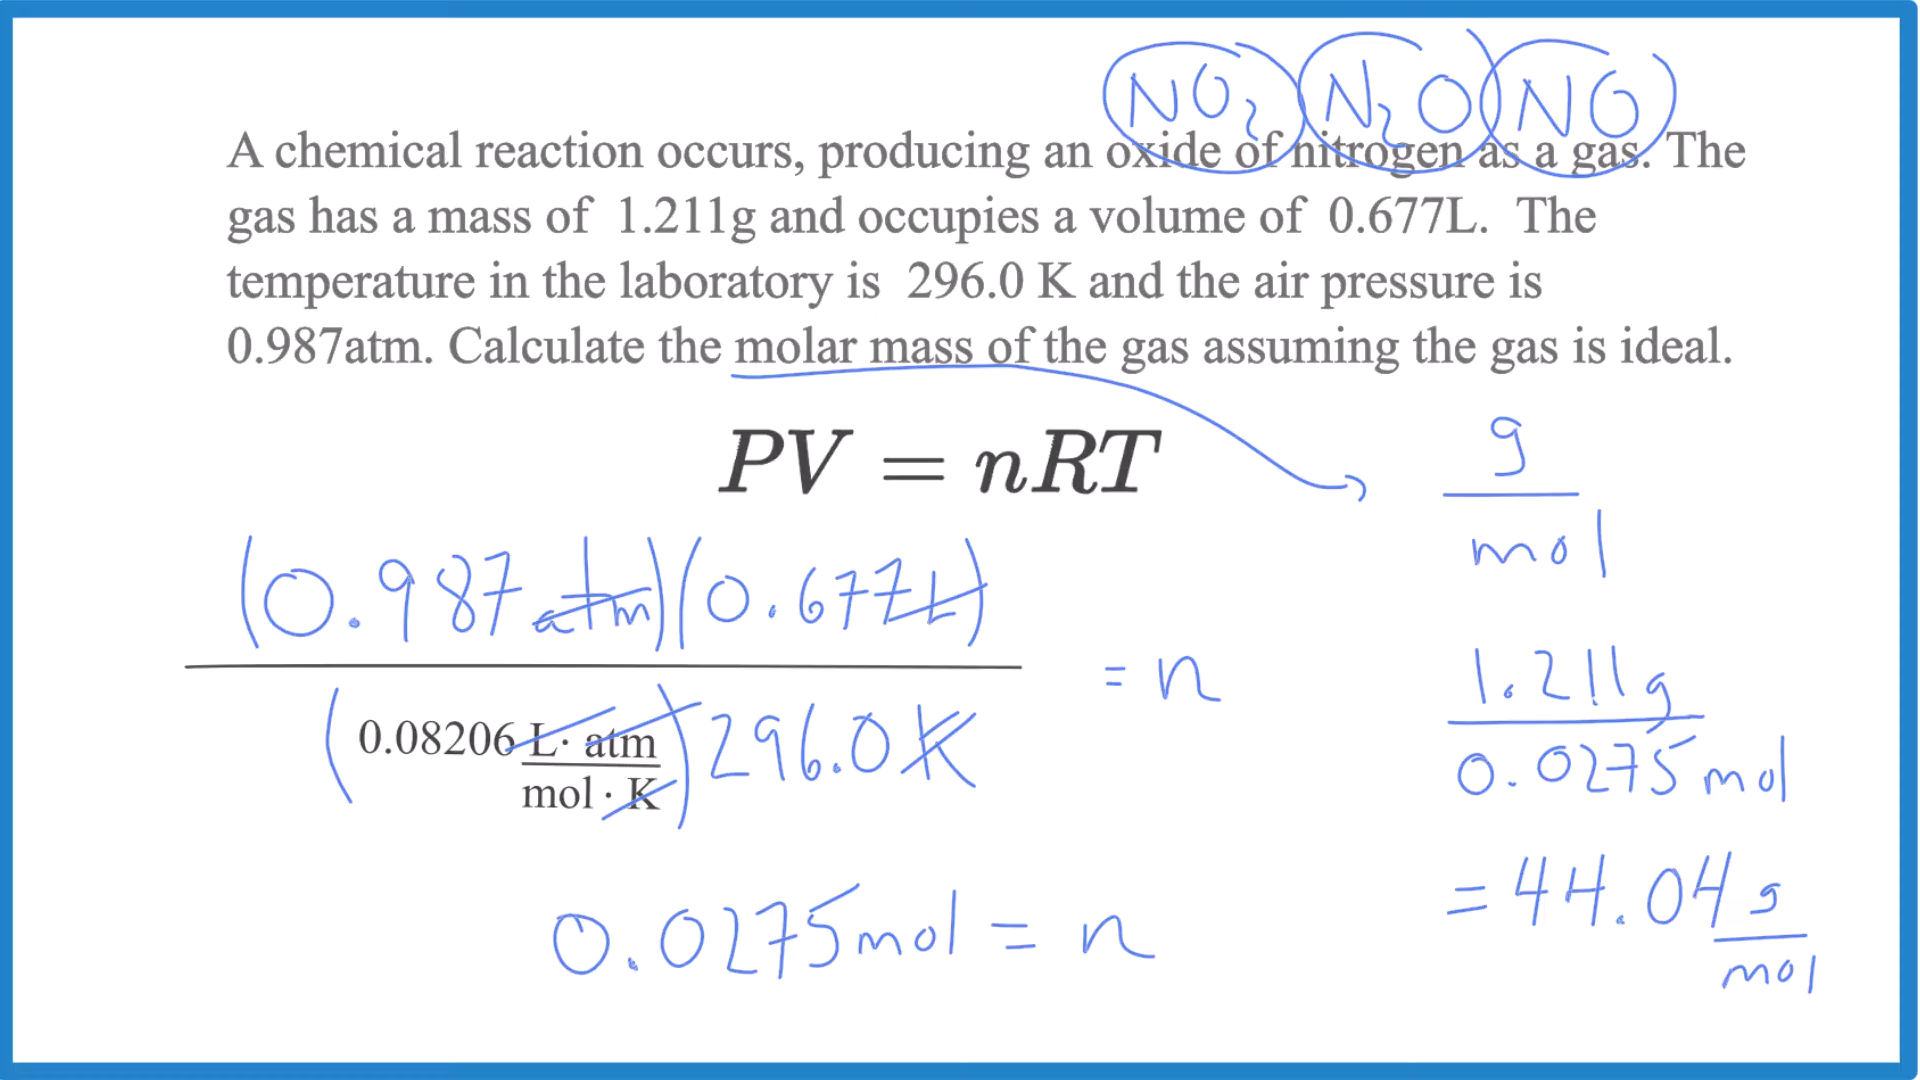 NO₂ N₂O NO
A chemical reaction occurs, producing an oxide of nitrogen as a gas. The
gas has a mass of 1.211g and occupies a volume of 0.677L. The
temperature in the laboratory is 296.0 K and the air pressure is
0.987atm. Calculate the molar mass of the gas assuming the gas is ideal.
PV = nRT
g
mol
(0.987 atm)(0.677L)
= n
(0.08206 L· atm
mol · K) 296.0 K
1.211g
0.0275 mol
0.0275 mol = n
= 44.04 g
mol